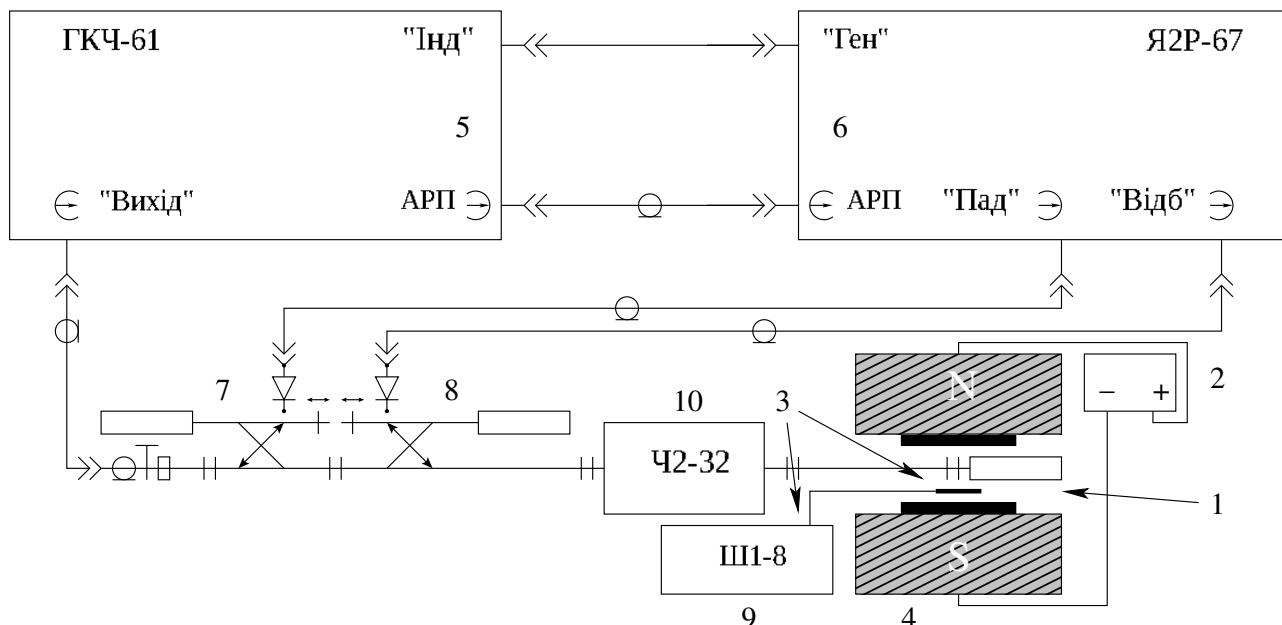 ГКЧ-61 "Інд" "Ген" Я2Р-67
5 6
"Вихід" АРП АРП "Пад" "Відб"
7 8 10 3 N − + 2
Ч2-32
1
Ш1-8 S
9 4